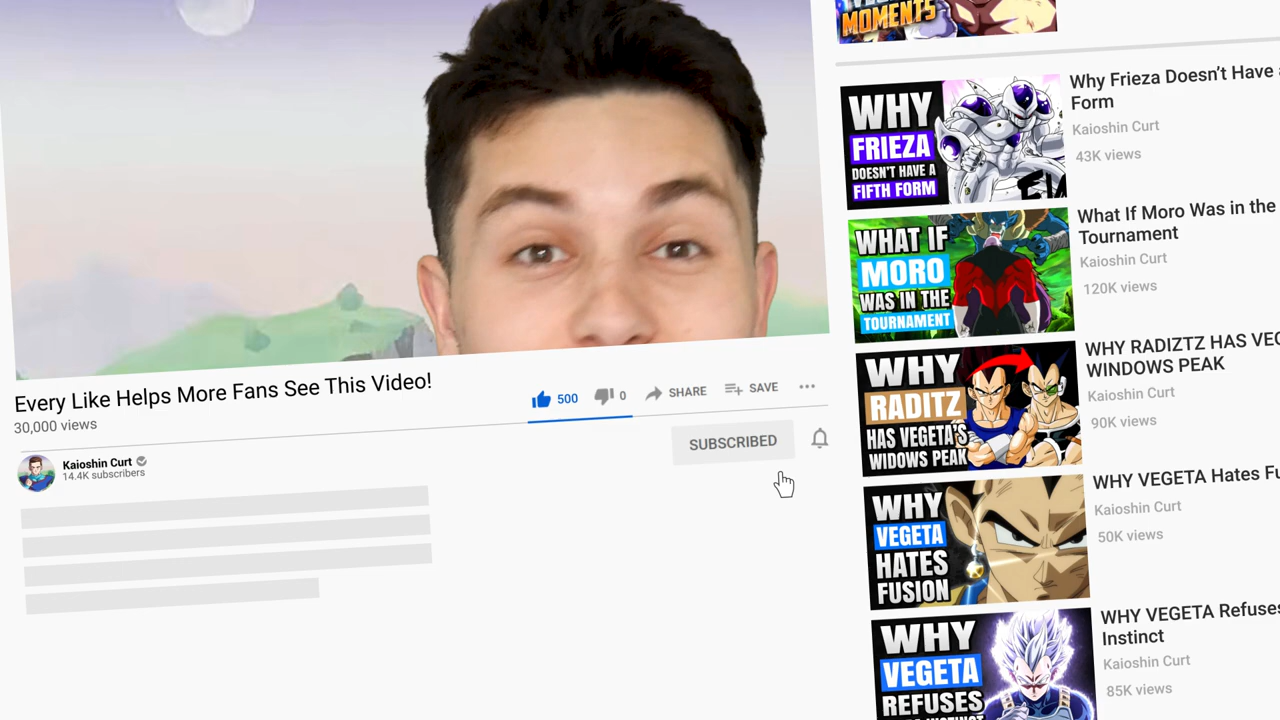 MOMENTS
Every Like Helps More Fans See This Video!
30,000 views
500
0
SHARE
SAVE
SUBSCRIBED
Kaioshin Curt
14.4K subscribers
WHY
FRIEZA
DOESN'T HAVE A
FIFTH FORM
Why Frieza Doesn't Have
Form
Kaioshin Curt
43K views
WHAT IF
MORO
WAS IN THE
TOURNAMENT
What If Moro Was in the
Tournament
Kaioshin Curt
120K views
WHY
RADITZ
HAS VEGETA'S
WIDOWS PEAK
WHY RADIZTZ HAS VEG
WINDOWS PEAK
Kaioshin Curt
90K views
WHY
VEGETA
HATES
FUSION
WHY VEGETA Hates Fu
Kaioshin Curt
50K views
WHY
VEGETA
REFUSES
WHY VEGETA Refuses
Instinct
Kaioshin Curt
85K views